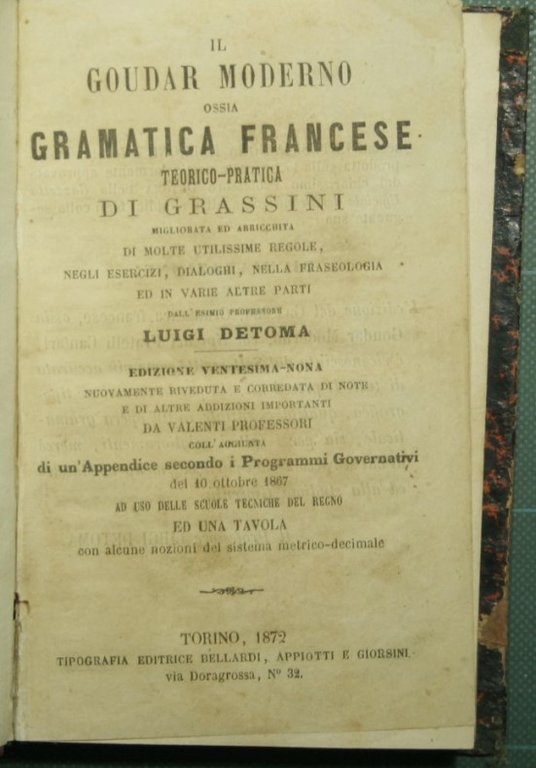 IL
GOUDAR MODERNO
OSSIA
GRAMATICA FRANCESE
TEORICO-PRATICA
DI GRASSINI
MIGLIORATA ED ARRICCHITA
DI MOLTE UTILISSIME REGOLE,
NEGLI ESERCIZI, DIALOGHI, NELLA FRASEOLOGIA
ED IN VARIE ALTRE PARTI
DALL'ESIMIO PROFESSORE
LUIGI DETOMA
EDIZIONE VENTESIMA-NONA
NUOVAMENTE RIVEDUTA E CORREDATA DI NOTE
E DI ALTRE ADDIZIONI IMPORTANTI
DA VALENTI PROFESSORI
COLL'AGGIUNTA
di un'Appendice secondo i Programmi Governativi
del 10 ottobre 1867
AD USO DELLE SCUOLE TECNICHE DEL REGNO
ED UNA TAVOLA
con alcune nozioni del sistema metrico-decimale
TORINO, 1872
TIPOGRAFIA EDITRICE BELLARDI, APPIOTTI E GIORSINI
via Doragrossa, Nº 32.